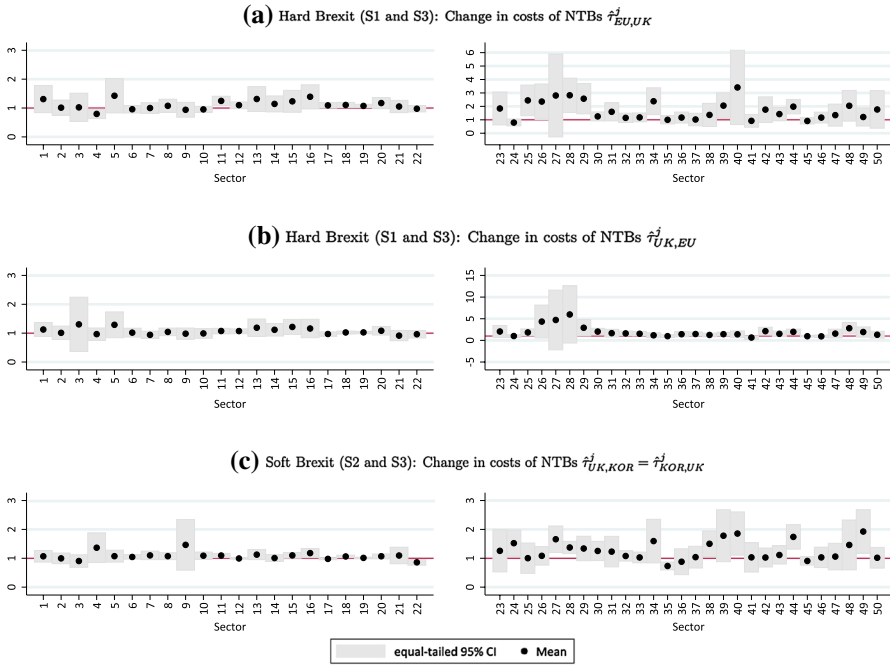 (a) Hard Brexit (S1 and S3): Change in costs of NTBs τ̂ʲ_EU,UK
3
2
1
0
1 2 3 4 5 6 7 8 9 10 11 12 13 14 15 16 17 18 19 20 21 22
Sector
6
5
4
3
2
1
0
23 24 25 26 27 28 29 30 31 32 33 34 35 36 37 38 39 40 41 42 43 44 45 46 47 48 49 50
Sector
(b) Hard Brexit (S1 and S3): Change in costs of NTBs τ̂ʲ_UK,EU
3
2
1
0
1 2 3 4 5 6 7 8 9 10 11 12 13 14 15 16 17 18 19 20 21 22
Sector
15
10
5
0
-5
23 24 25 26 27 28 29 30 31 32 33 34 35 36 37 38 39 40 41 42 43 44 45 46 47 48 49 50
Sector
(c) Soft Brexit (S2 and S3): Change in costs of NTBs τ̂ʲ_UK,KOR = τ̂ʲ_KOR,UK
3
2
1
0
1 2 3 4 5 6 7 8 9 10 11 12 13 14 15 16 17 18 19 20 21 22
Sector
3
2
1
0
23 24 25 26 27 28 29 30 31 32 33 34 35 36 37 38 39 40 41 42 43 44 45 46 47 48 49 50
Sector
equal-tailed 95% CI Mean